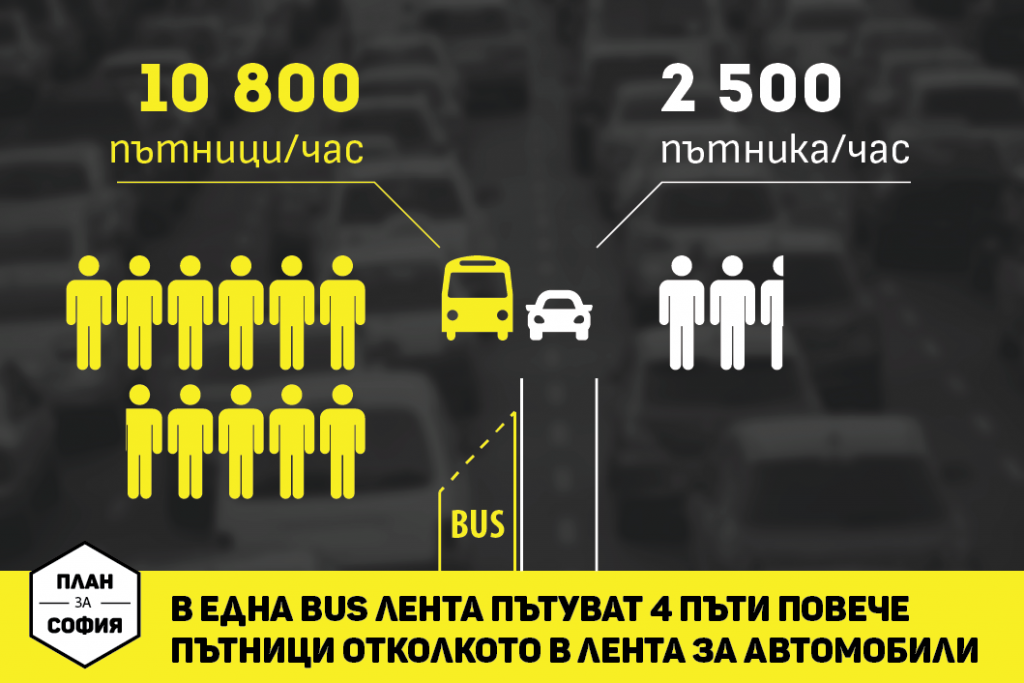 10 800
пътници/час
2 500
пътника/час
BUS
ПЛАН
ЗА
СОФИЯ
В ЕДНА BUS ЛЕНТА ПЪТУВАТ 4 ПЪТИ ПОВЕЧЕ
ПЪТНИЦИ ОТКОЛКОТО В ЛЕНТА ЗА АВТОМОБИЛИ